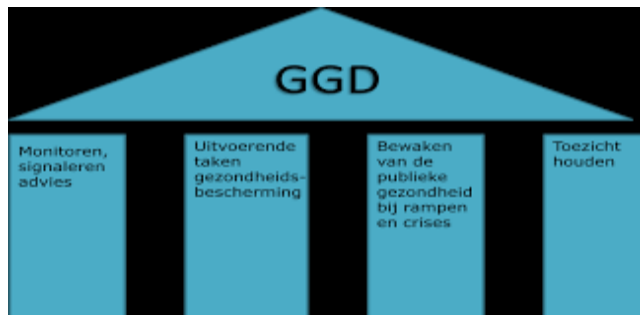 GGD
Monitoren,
signaleren
advies
Uitvoerende
taken
gezondheids-
bescherming
Bewaken
van de
publieke
gezondheid
bij rampen
en crises
Toezicht
houden